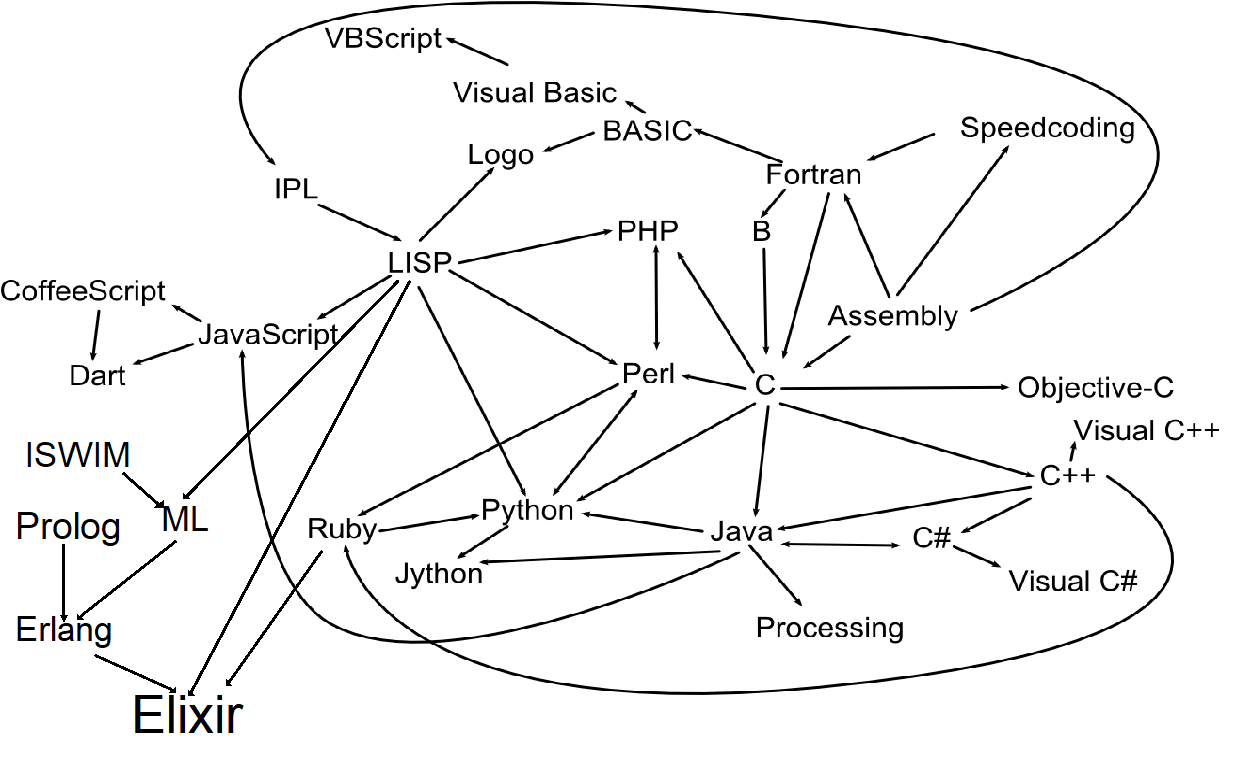 VBScript
Visual Basic
BASIC
Speedcoding
Logo
Fortran
IPL
PHP
B
LISP
CoffeeScript
Assembly
JavaScript
Dart
Perl
C
Objective-C
Visual C++
ISWIM
C++
Prolog
ML
Ruby
Python
Java
C#
Jython
Visual C#
Erlang
Processing
Elixir